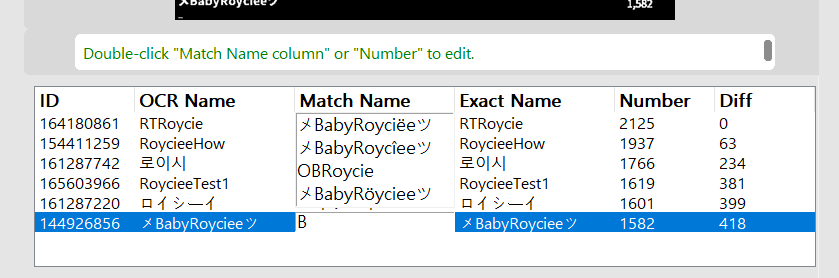 メBabyRoycieeツ 1,582
Double-click "Match Name column" or "Number" to edit.
ID OCR Name Match Name Exact Name Number Diff
164180861 RTRoycie メBabyRoyciëeツ RTRoycie 2125 0
154411259 RoycieeHow メBabyRoycîeeツ RoycieeHow 1937 63
161287742 로이시 OBRoycie 로이시 1766 234
165603966 RoycieeTest1 メBabyRöycieeツ RoycieeTest1 1619 381
161287220 ロイシーイ ロイシーイ 1601 399
144926856 メBabyRoycieeツ B メBabyRoycieeツ 1582 418